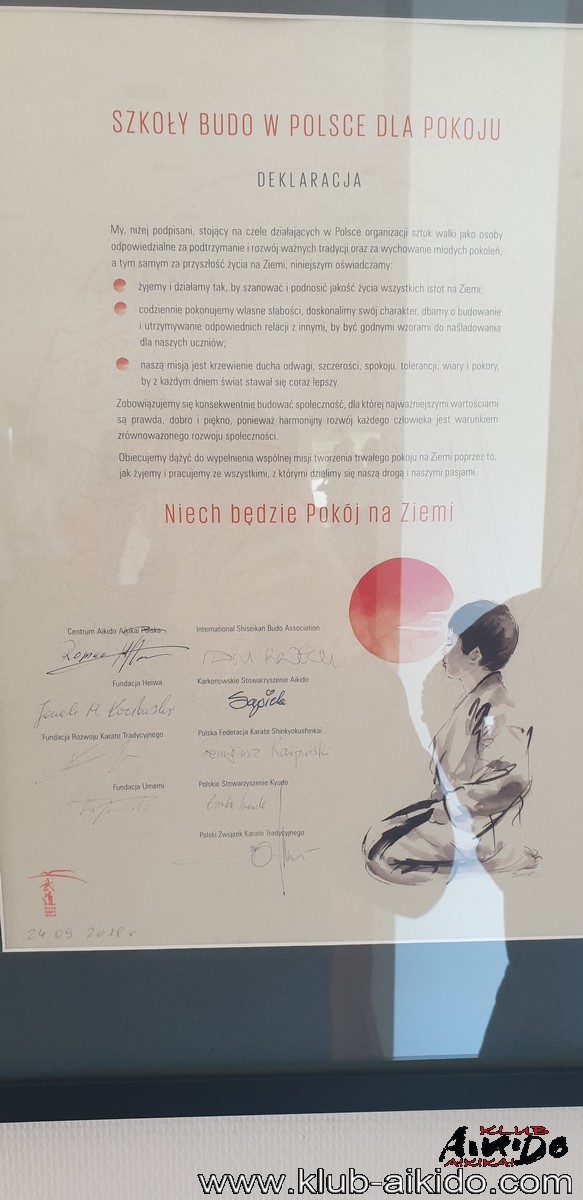 SZKOŁY BUDO W POLSCE DLA POKOJU
DEKLARACJA
My, niżej podpisani, stojący na czele działających w Polsce organizacji sztuk walki jako osoby
odpowiedzialne za podtrzymanie i rozwój ważnych tradycji oraz za wychowanie młodych pokoleń,
a tym samym za przyszłość życia na Ziemi, niniejszym oświadczamy:
żyjemy i działamy tak, by szanować i podnosić jakość życia wszystkich istot na Ziemi;
codziennie pokonujemy własne słabości, doskonalimy swój charakter, dbamy o budowanie
i utrzymywanie odpowiednich relacji z innymi, by być godnymi wzorami do naśladowania
dla naszych uczniów;
naszą misją jest krzewienie ducha odwagi, szczerości, spokoju, tolerancji, wiary i pokory,
by z każdym dniem świat stawał się coraz lepszy.
Zobowiązujemy się konsekwentnie budować społeczność, dla której najważniejszymi wartościami
są prawda, dobro i piękno, ponieważ harmonijny rozwój każdego człowieka jest warunkiem
zrównoważonego rozwoju społeczności.
Obiecujemy dążyć do wypełnienia wspólnej misji tworzenia trwałego pokoju na Ziemi poprzez to,
jak żyjemy i pracujemy ze wszystkimi, z którymi dzielimy się naszą drogą i naszymi pasjami.
Niech będzie Pokój na Ziemi
Centrum Aikido Aikikai Polska
International Shiseikan Budo Association
Fundacja Heiwa
Karkonowskie Stowarzyszenie Aikido
Fundacja Rozwoju Karate Tradycyjnego
Polska Federacja Karate Shinkyokushinkai
Fundacja Umemi
Polskie Stowarzyszenie Kyudo
Polski Związek Karate Tradycyjnego
24 09 2018 r.
KLUB
AIKIDO
AIKIKAI
www.klub-aikido.com